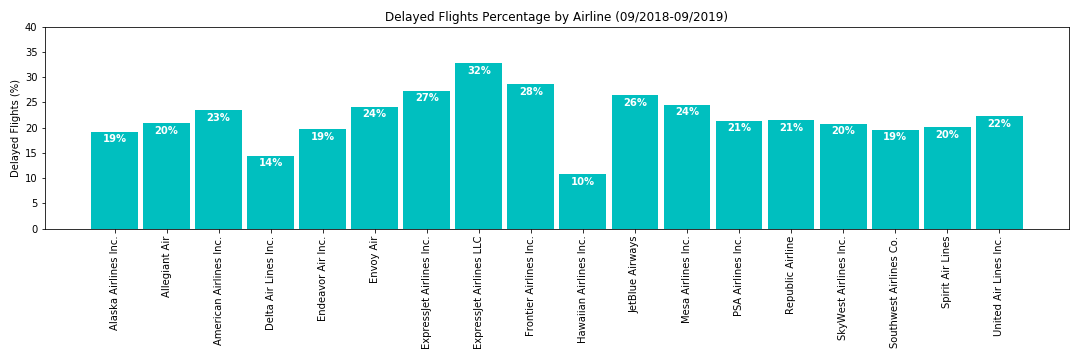 Delayed Flights Percentage by Airline (09/2018-09/2019)
Delayed Flights (%)
40
35
30
25
20
15
10
5
0
19%
20%
23%
14%
19%
24%
27%
32%
28%
10%
26%
24%
21%
21%
20%
19%
20%
22%
Alaska Airlines Inc.
Allegiant Air
American Airlines Inc.
Delta Air Lines Inc.
Endeavor Air Inc.
Envoy Air
ExpressJet Airlines Inc.
ExpressJet Airlines LLC
Frontier Airlines Inc.
Hawaiian Airlines Inc.
JetBlue Airways
Mesa Airlines Inc.
PSA Airlines Inc.
Republic Airline
SkyWest Airlines Inc.
Southwest Airlines Co.
Spirit Air Lines
United Air Lines Inc.